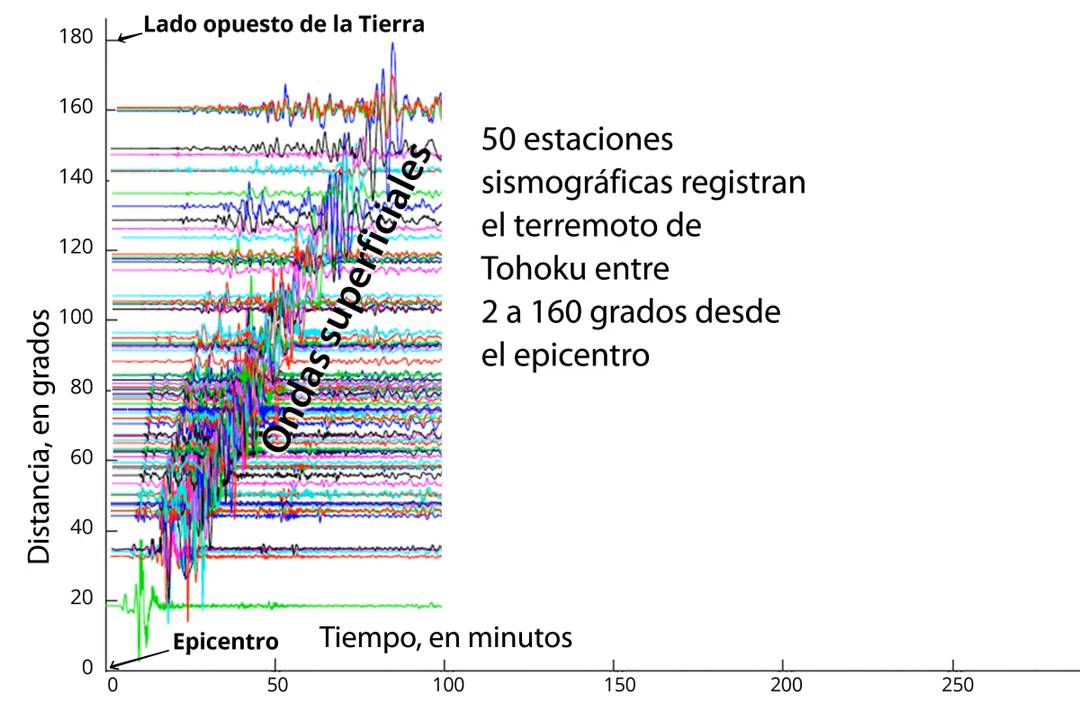 180
Lado opuesto de la Tierra
160
140
120
100
80
60
40
20
0
Distancia, en grados
Ondas superficiales
50 estaciones
sismográficas registran
el terremoto de
Tohoku entre
2 a 160 grados desde
el epicentro
Epicentro
Tiempo, en minutos
0 50 100 150 200 250